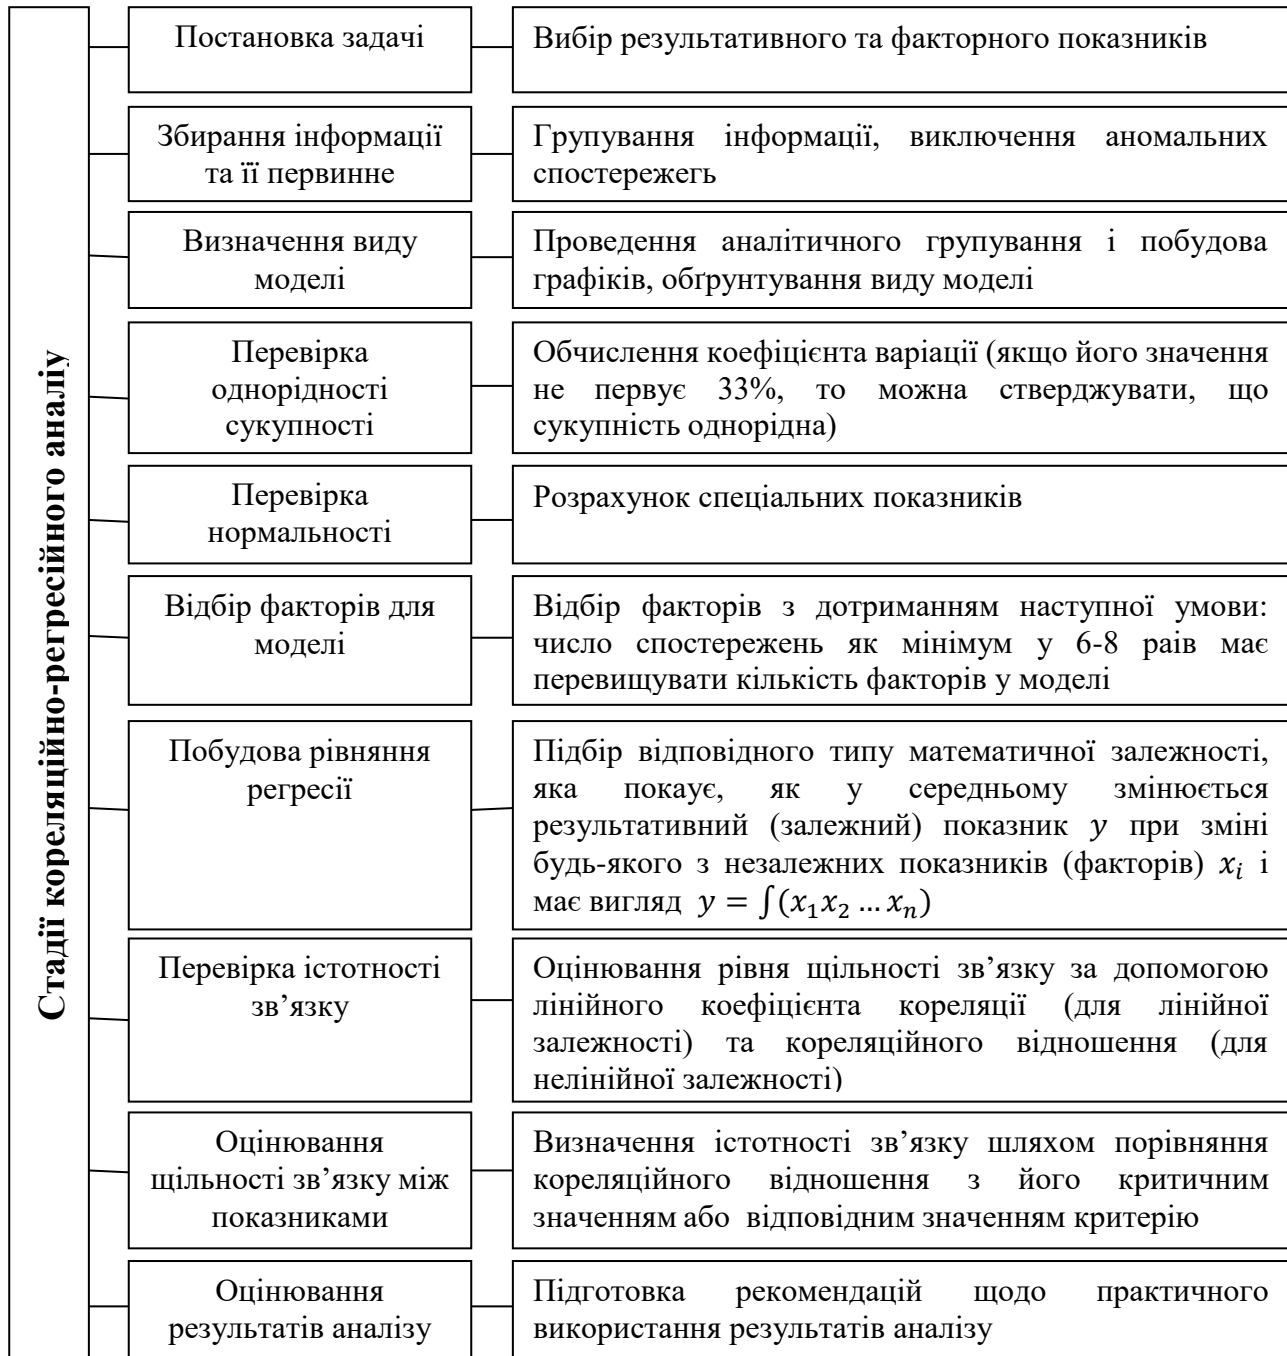 Стадії кореляційно-регресійного аналіу
Постановка задачі
Вибір результативного та факторного показників
Збирання інформації
та її первинне
Групування інформації, виключення аномальних
спостережегь
Визначення виду
моделі
Проведення аналітичного групування і побудова
графіків, обґрунтування виду моделі
Перевірка
однорідності
сукупності
Обчислення коефіцієнта варіації (якщо його значення
не первує 33%, то можна стверджувати, що
сукупність однорідна)
Перевірка
нормальності
Розрахунок спеціальних показників
Відбір факторів для
моделі
Відбір факторів з дотриманням наступної умови:
число спостережень як мінімум у 6-8 раів має
перевищувати кількість факторів у моделі
Побудова рівняння
регресії
Підбір відповідного типу математичної залежності,
яка покаує, як у середньому змінюється
результативний (залежний) показник y при зміні
будь-якого з незалежних показників (факторів) xᵢ і
має вигляд y = ∫(x₁x₂ … xₙ)
Перевірка істотності
зв’язку
Оцінювання рівня щільності зв’язку за допомогою
лінійного коефіцієнта кореляції (для лінійної
залежності) та кореляційного відношення (для
нелінійної залежності)
Оцінювання
щільності зв’язку між
показниками
Визначення істотності зв’язку шляхом порівняння
кореляційного відношення з його критичним
значенням або відповідним значенням критерію
Оцінювання
результатів аналізу
Підготовка рекомендацій щодо практичного
використання результатів аналізу